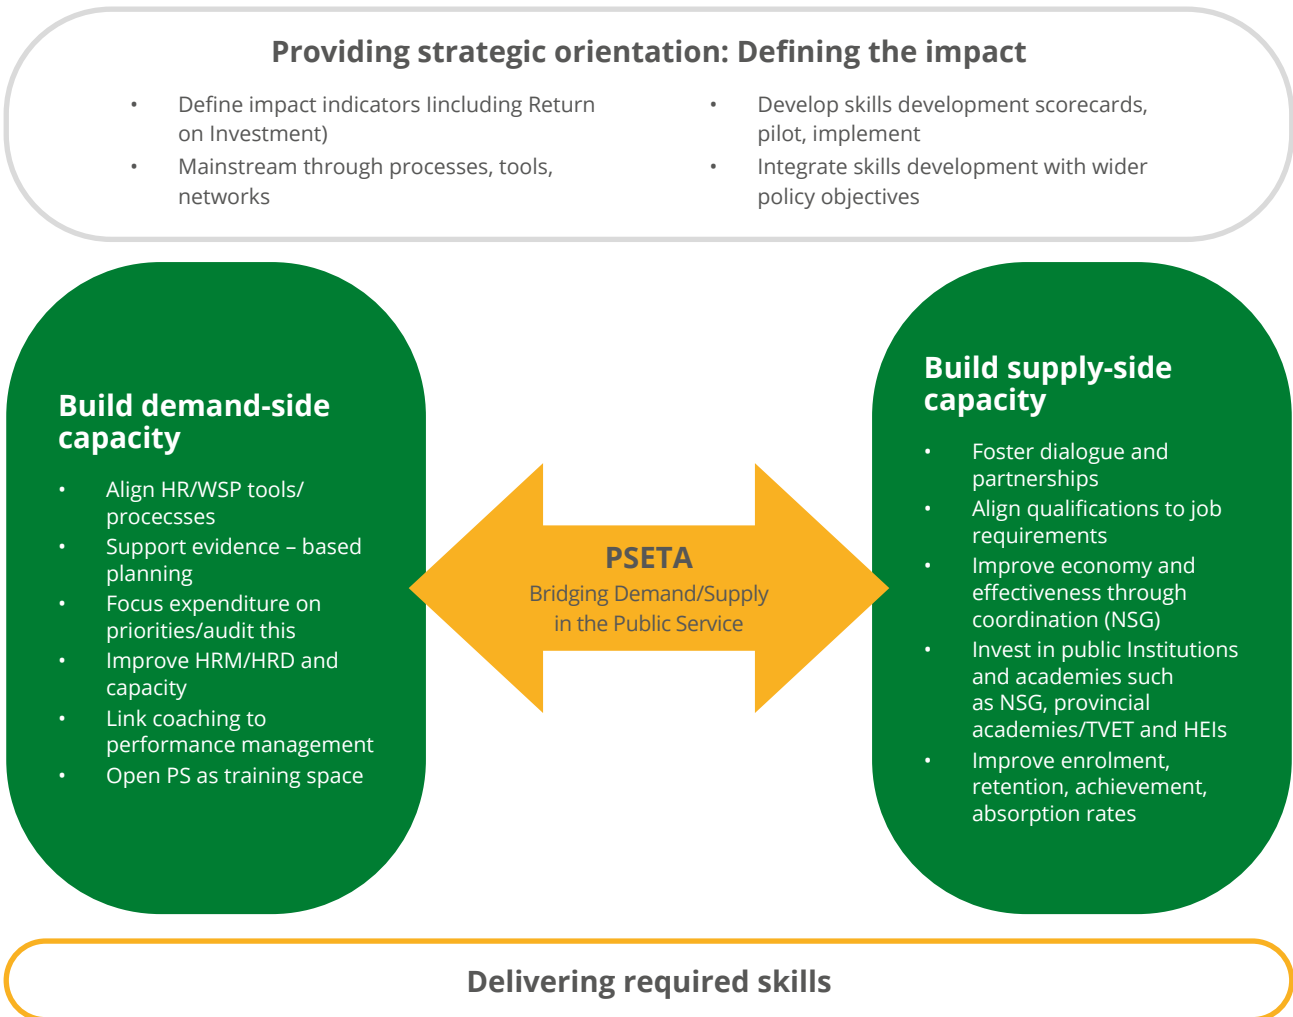 Providing strategic orientation: Defining the impact
• Define impact indicators Iincluding Return
on Investment)
• Mainstream through processes, tools,
networks
• Develop skills development scorecards,
pilot, implement
• Integrate skills development with wider
policy objectives
Build demand-side
capacity
• Align HR/WSP tools/
procecsses
• Support evidence – based
planning
• Focus expenditure on
priorities/audit this
• Improve HRM/HRD and
capacity
• Link coaching to
performance management
• Open PS as training space
PSETA
Bridging Demand/Supply
in the Public Service
Build supply-side
capacity
• Foster dialogue and
partnerships
• Align qualifications to job
requirements
• Improve economy and
effectiveness through
coordination (NSG)
• Invest in public Institutions
and academies such
as NSG, provincial
academies/TVET and HEIs
• Improve enrolment,
retention, achievement,
absorption rates
Delivering required skills